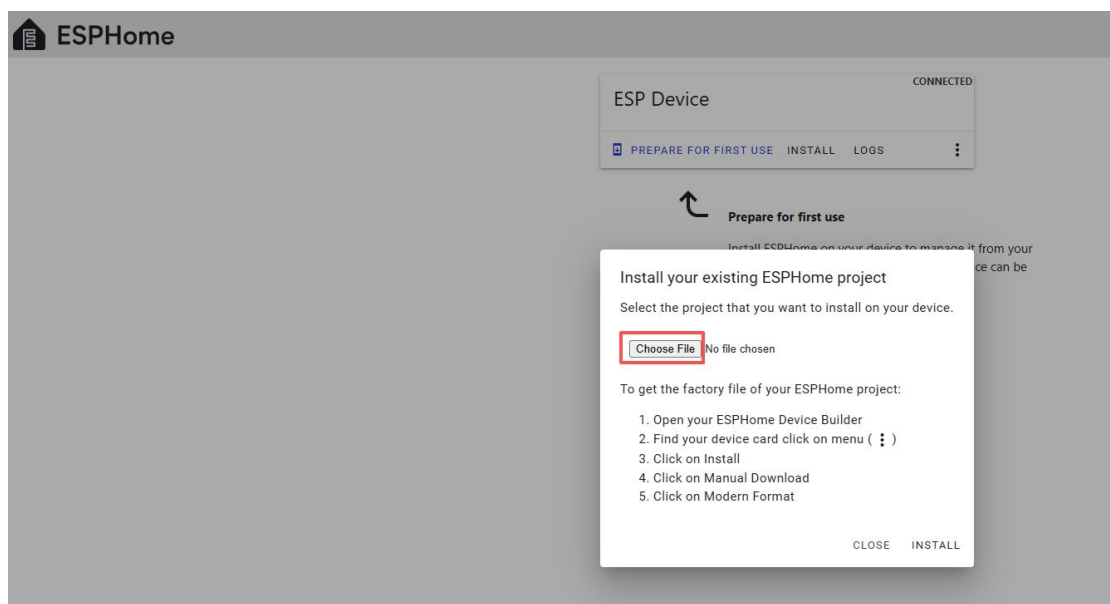 ESPHome
CONNECTED
ESP Device
PREPARE FOR FIRST USE INSTALL LOGS
Prepare for first use
Install ESPHome on your device to manage it from your
ce can be
Install your existing ESPHome project
Select the project that you want to install on your device.
Choose File No file chosen
To get the factory file of your ESPHome project:
1. Open your ESPHome Device Builder
2. Find your device card click on menu ( ⋮ )
3. Click on Install
4. Click on Manual Download
5. Click on Modern Format
CLOSE INSTALL